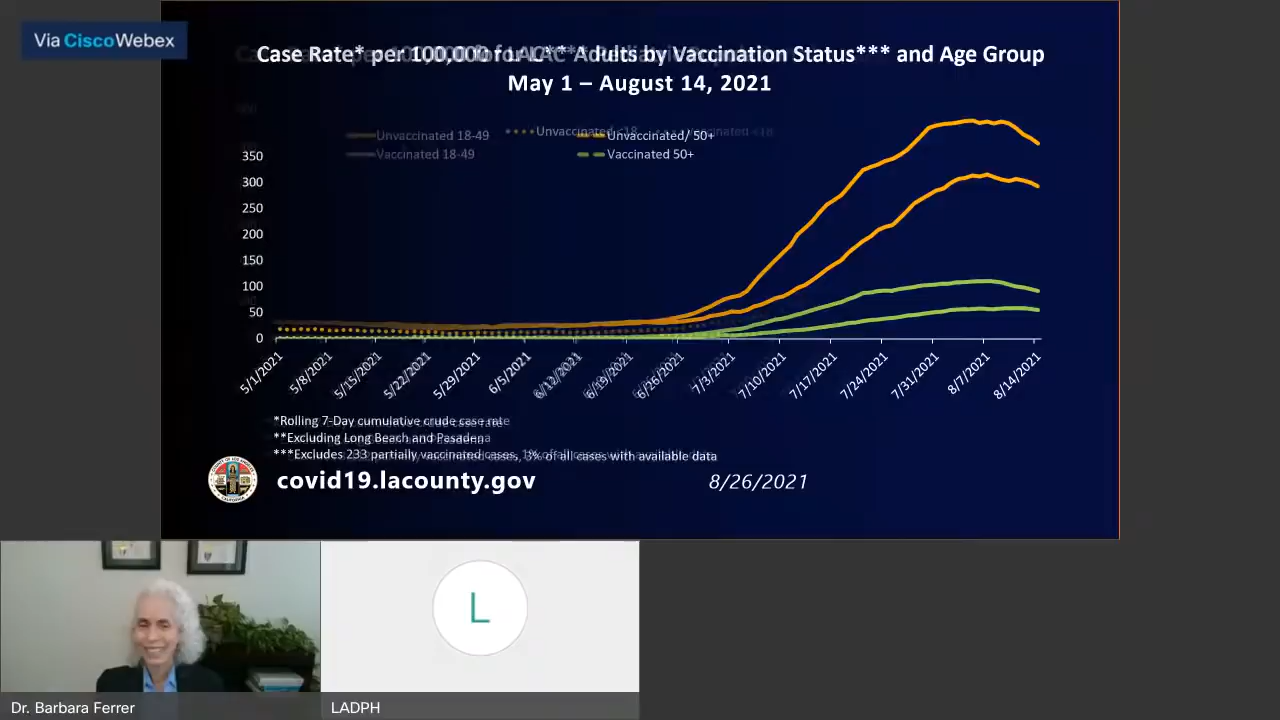 Via Cisco Webex
Case Rate* per 100,000 for LAC** Adults by Vaccination Status*** and Age Group
May 1 – August 14, 2021
Unvaccinated 18-49
Unvaccinated <18
Unvaccinated/ 50+
Vaccinated 18-49
Vaccinated 50+
350
300
250
200
150
100
50
0
5/1/2021
5/8/2021
5/15/2021
5/22/2021
5/29/2021
6/5/2021
6/12/2021
6/19/2021
6/26/2021
7/3/2021
7/10/2021
7/17/2021
7/24/2021
7/31/2021
8/7/2021
8/14/2021
*Rolling 7-Day cumulative crude case rate
**Excluding Long Beach and Pasadena
***Excludes 233 partially vaccinated cases, of all cases with available data
covid19.lacounty.gov
8/26/2021
L
Dr. Barbara Ferrer
LADPH